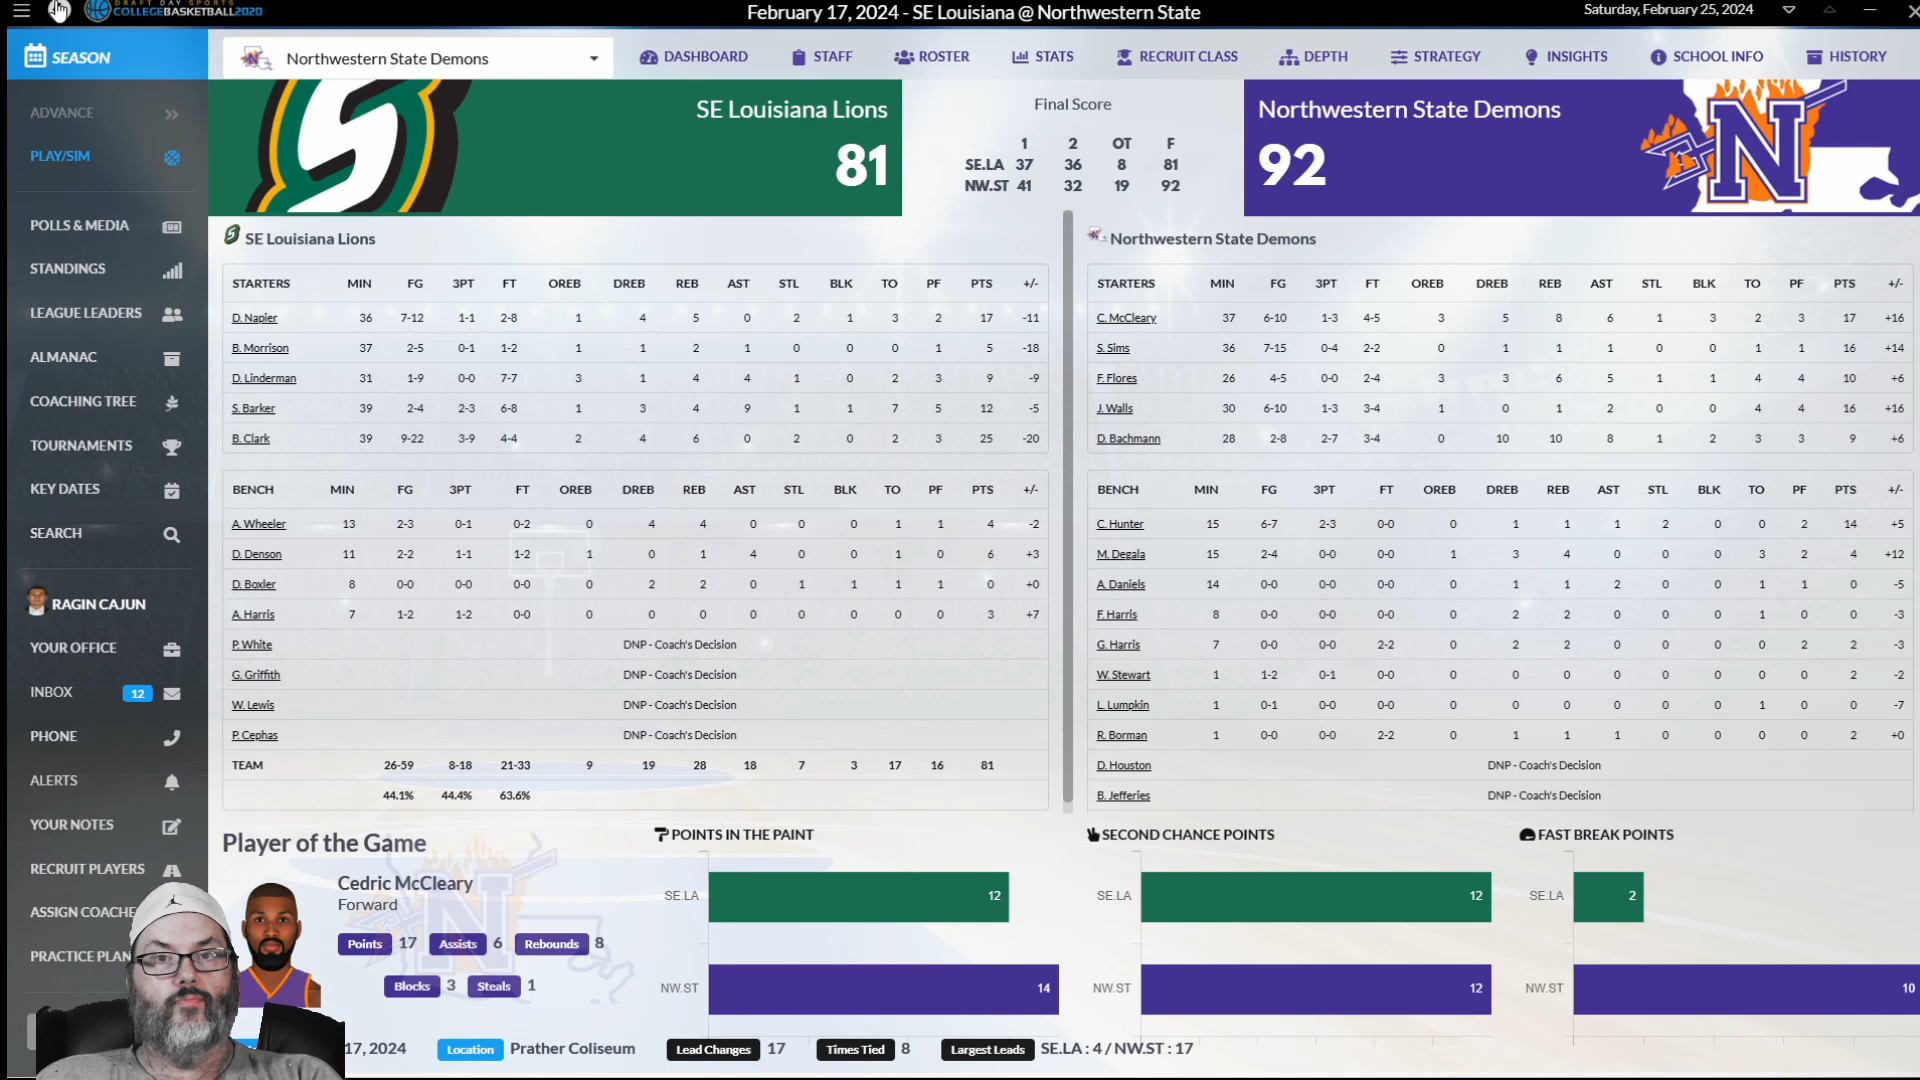 DRAFT DAY SPORTS
COLLEGE BASKETBALL 2020
February 17, 2024 - SE Louisiana @ Northwestern State
Saturday, February 25, 2024
SEASON
Northwestern State Demons
DASHBOARD STAFF ROSTER STATS RECRUIT CLASS DEPTH STRATEGY INSIGHTS SCHOOL INFO HISTORY
ADVANCE
PLAY/SIM
POLLS & MEDIA
STANDINGS
LEAGUE LEADERS
ALMANAC
COACHING TREE
TOURNAMENTS
KEY DATES
SEARCH
RAGIN CAJUN
YOUR OFFICE
INBOX 12
PHONE
ALERTS
YOUR NOTES
RECRUIT PLAYERS
ASSIGN COACHE
PRACTICE PLAN
SE Louisiana Lions
81
Final Score
1 2 OT F
SE.LA 37 36 8 81
NW.ST 41 32 19 92
Northwestern State Demons
92
SE Louisiana Lions
STARTERS MIN FG 3PT FT OREB DREB REB AST STL BLK TO PF PTS +/-
D. Napier 36 7-12 1-1 2-8 1 4 5 0 2 1 3 2 17 -11
B. Morrison 37 2-5 0-1 1-2 1 1 2 1 0 0 0 1 5 -18
D. Linderman 31 1-9 0-0 7-7 3 1 4 4 1 0 2 3 9 -9
S. Barker 39 2-4 2-3 6-8 1 3 4 9 1 1 7 5 12 -5
B. Clark 39 9-22 3-9 4-4 2 4 6 0 2 0 2 3 25 -20
BENCH MIN FG 3PT FT OREB DREB REB AST STL BLK TO PF PTS +/-
A. Wheeler 13 2-3 0-1 0-2 0 4 4 0 0 0 1 1 4 -2
D. Denson 11 2-2 1-1 1-2 1 0 1 4 0 0 1 0 6 +3
D. Boxler 8 0-0 0-0 0-0 0 2 2 0 1 1 1 1 0 +0
A. Harris 7 1-2 1-2 0-0 0 0 0 0 0 0 0 0 3 +7
P. White DNP - Coach's Decision
G. Griffith DNP - Coach's Decision
W. Lewis DNP - Coach's Decision
P. Cephas DNP - Coach's Decision
TEAM 26-59 8-18 21-33 9 19 28 18 7 3 17 16 81
44.1% 44.4% 63.6%
Northwestern State Demons
STARTERS MIN FG 3PT FT OREB DREB REB AST STL BLK TO PF PTS +/-
C. McCleary 37 6-10 1-3 4-5 3 5 8 6 1 3 2 3 17 +16
S. Sims 36 7-15 0-4 2-2 0 1 1 1 0 0 1 1 16 +14
F. Flores 26 4-5 0-0 2-4 3 3 6 5 1 1 4 4 10 +6
J. Walls 30 6-10 1-3 3-4 1 0 1 2 0 0 4 4 16 +16
D. Bachmann 28 2-8 2-7 3-4 0 10 10 8 1 2 3 3 9 +6
BENCH MIN FG 3PT FT OREB DREB REB AST STL BLK TO PF PTS +/-
C. Hunter 15 6-7 2-3 0-0 0 1 1 1 2 0 0 2 14 +5
M. Degala 15 2-4 0-0 0-0 1 3 4 0 0 0 3 2 4 +12
A. Daniels 14 0-0 0-0 0-0 0 1 1 2 0 0 1 1 0 -5
F. Harris 8 0-0 0-0 0-0 0 2 2 0 0 0 1 0 0 -3
G. Harris 7 0-0 0-0 2-2 0 2 2 0 0 0 0 2 2 -3
W. Stewart 1 1-2 0-1 0-0 0 0 0 0 0 0 0 0 2 -2
L. Lumpkin 1 0-1 0-0 0-0 0 0 0 0 0 0 1 0 0 -7
R. Borman 1 0-0 0-0 2-2 0 1 1 1 0 0 0 0 2 +0
D. Houston DNP - Coach's Decision
B. Jefferies DNP - Coach's Decision
Player of the Game
Cedric McCleary
Forward
Points 17 Assists 6 Rebounds 8
Blocks 3 Steals 1
POINTS IN THE PAINT
SE.LA 12
NW.ST 14
SECOND CHANCE POINTS
SE.LA 12
NW.ST 12
FAST BREAK POINTS
SE.LA 2
NW.ST 10
17, 2024 Location Prather Coliseum Lead Changes 17 Times Tied 8 Largest Leads SE.LA : 4 / NW.ST : 17